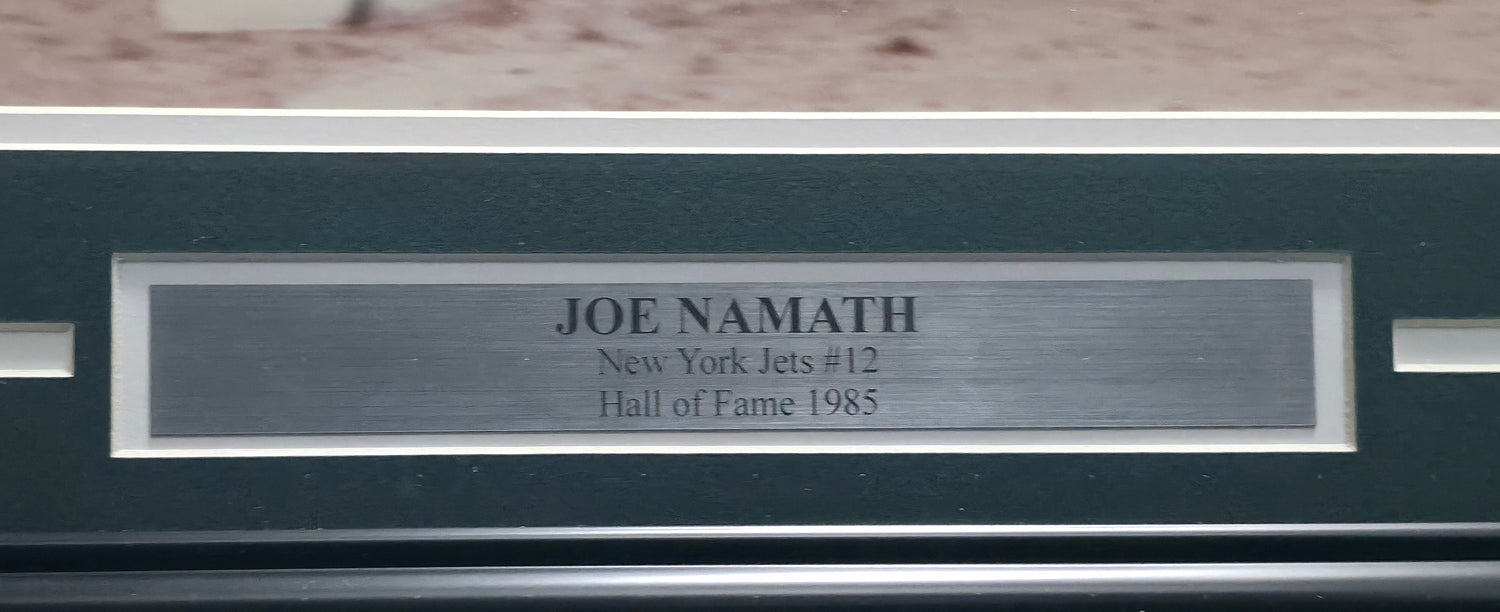 JOE NAMATH
New York Jets #12
Hall of Fame 1985